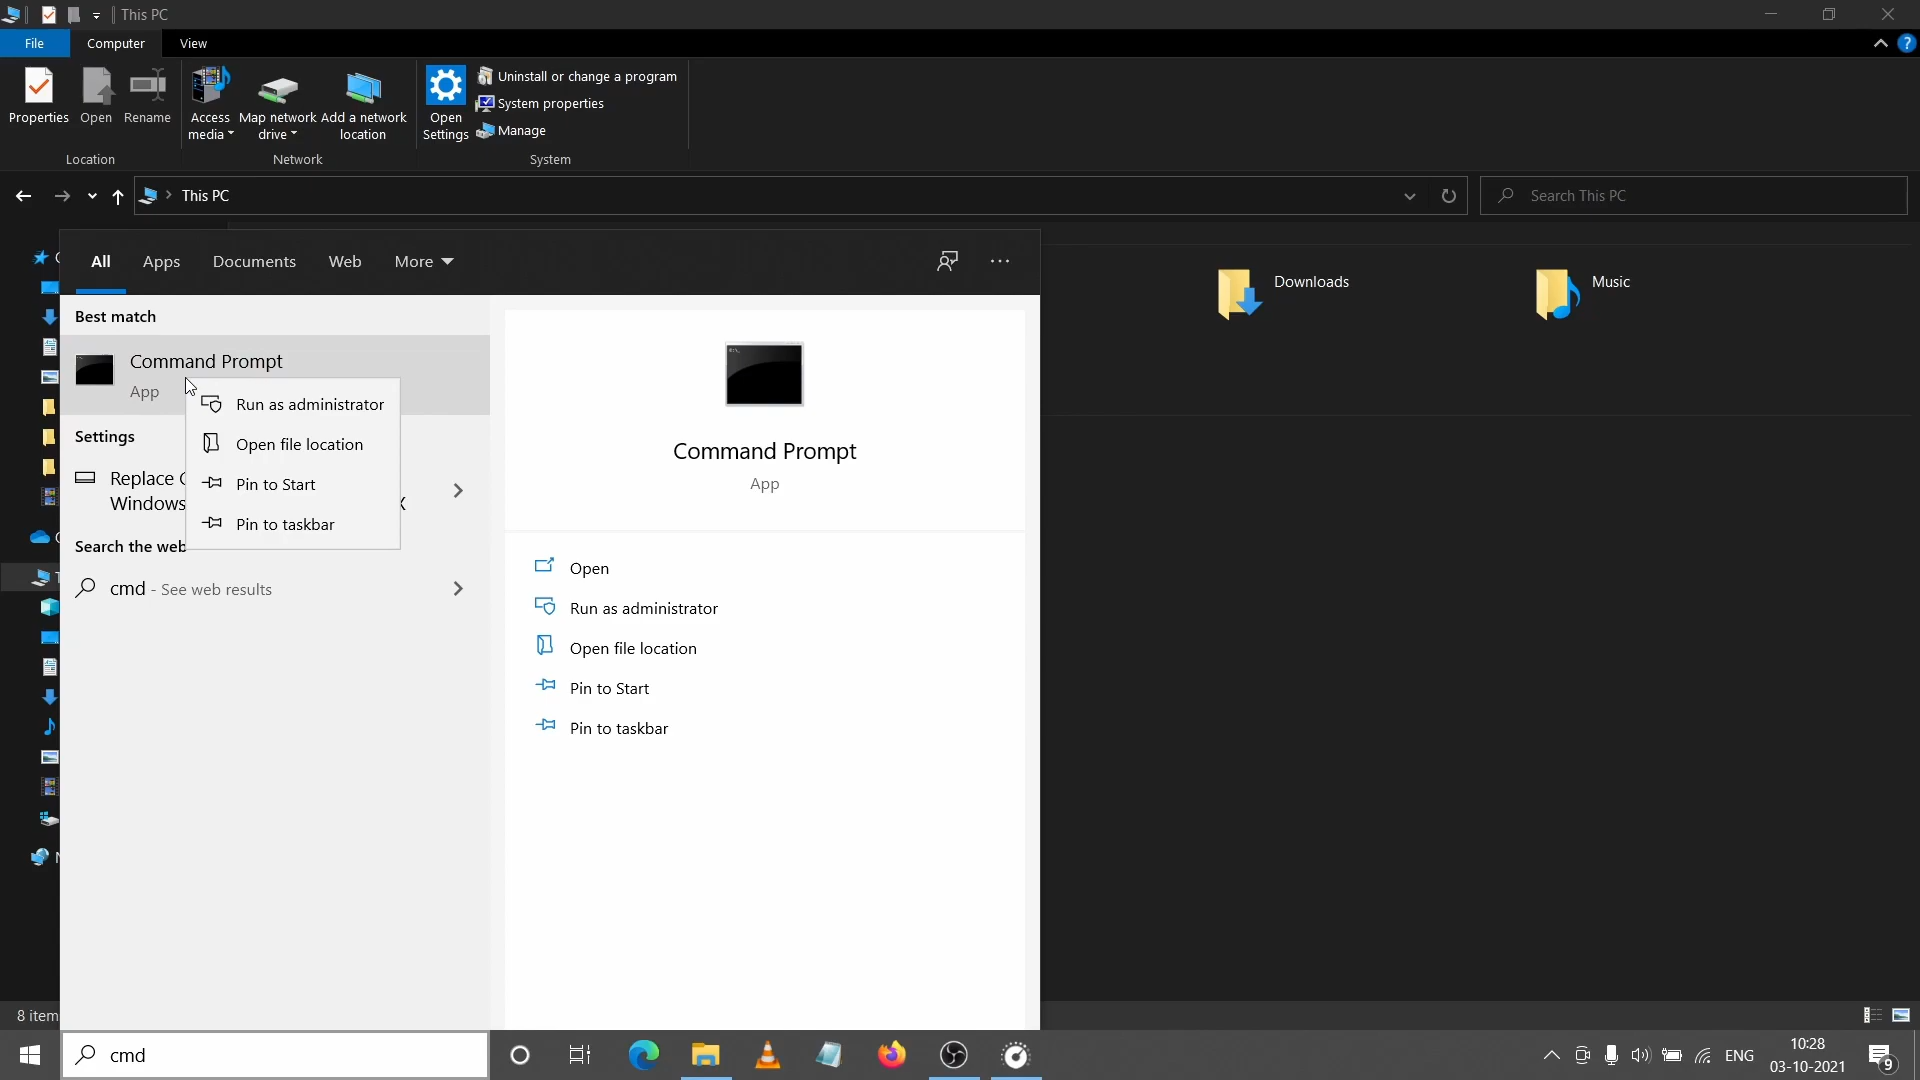 This PC
File
Computer
View
Properties
Open
Rename
Access
media
Map network
drive
Add a network
location
Open
Settings
Uninstall or change a program
System properties
Manage
Location
Network
System
This PC
Search This PC
All
Apps
Documents
Web
More
Downloads
Music
Best match
Command Prompt
App
Run as administrator
Open file location
Pin to Start
Pin to taskbar
Settings
Replace
Windows
Search the web
cmd - See web results
Command Prompt
App
Open
Run as administrator
Open file location
Pin to Start
Pin to taskbar
8 item
cmd
ENG
10:28
03-10-2021
9